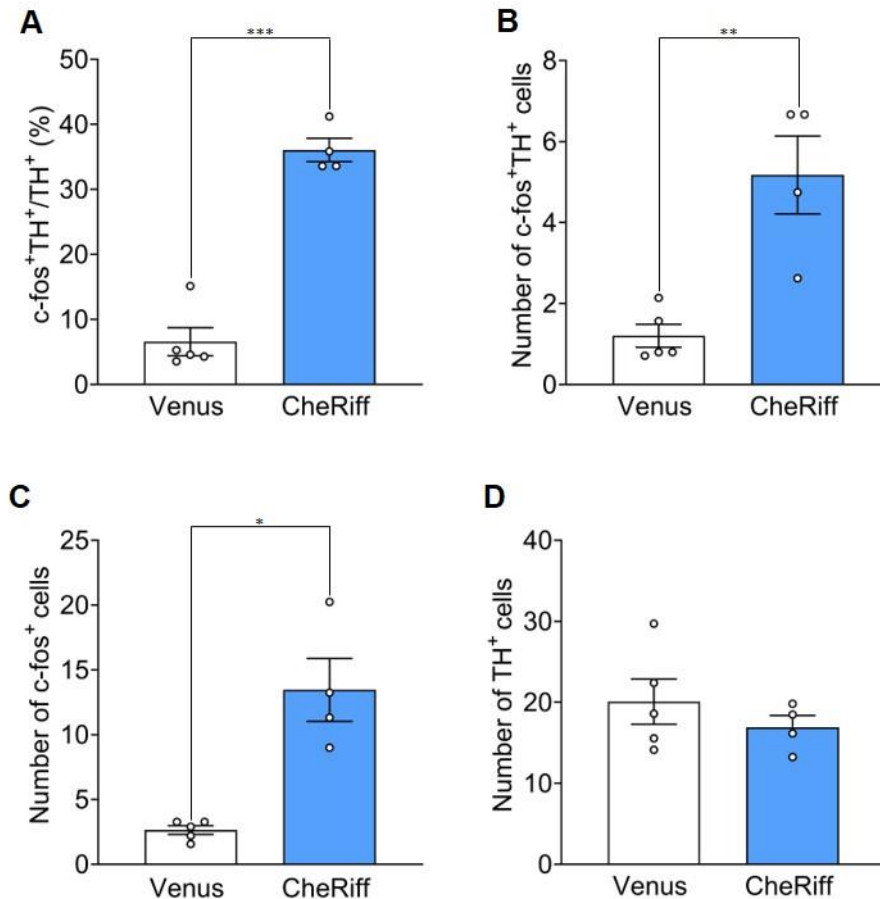 A
***
c-fos⁺TH⁺/TH⁺ (%)
50
40
30
20
10
0
Venus
CheRiff
B
**
Number of c-fos⁺TH⁺ cells
8
6
4
2
0
Venus
CheRiff
C
*
Number of c-fos⁺ cells
25
20
15
10
5
0
Venus
CheRiff
D
Number of TH⁺ cells
40
30
20
10
0
Venus
CheRiff